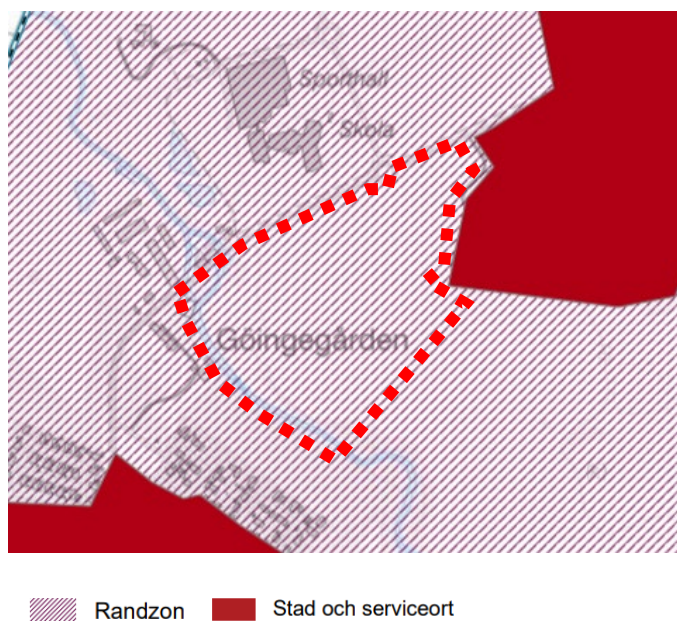 Sporthall
Skola
Göingegården
Randzon
Stad och serviceort